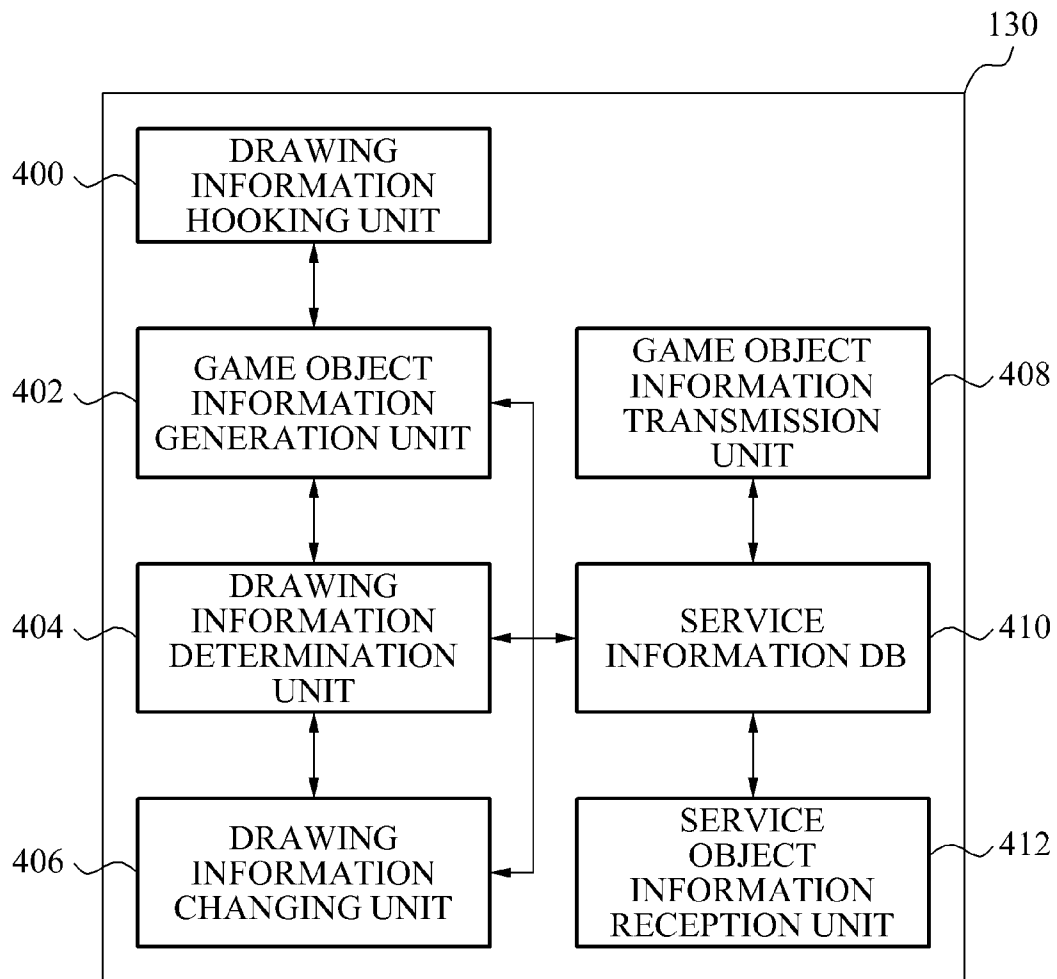 130
400
DRAWING
INFORMATION
HOOKING UNIT
402
GAME OBJECT
INFORMATION
GENERATION UNIT
GAME OBJECT
INFORMATION
TRANSMISSION
UNIT
408
404
DRAWING
INFORMATION
DETERMINATION
UNIT
SERVICE
INFORMATION DB
410
406
DRAWING
INFORMATION
CHANGING UNIT
SERVICE
OBJECT
INFORMATION
RECEPTION UNIT
412